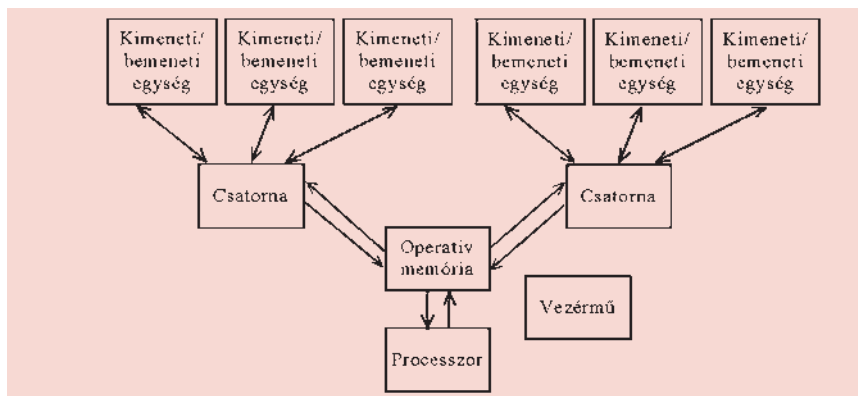 Kimeneti/
bemeneti
egység
Kimeneti/
bemeneti
egység
Kimeneti/
bemeneti
egység
Kimeneti/
bemeneti
egység
Kimeneti/
bemeneti
egység
Kimeneti/
bemeneti
egység
Csatorna
Csatorna
Operatív
memória
Vezérmű
Processzor